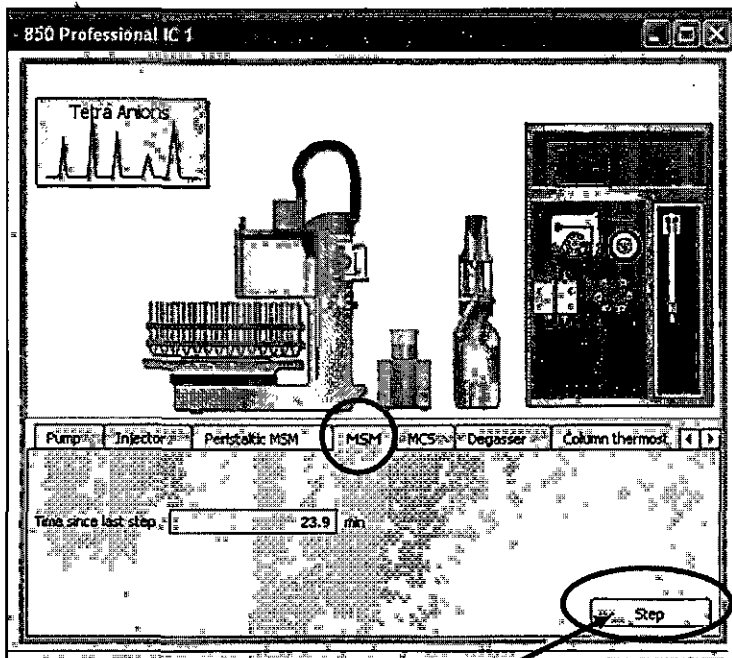 - 850 Professional IC 1
Tetra Anions
Pump Injector Peristaltic MSM MSM MCS Degasser Column thermost.
Time since last step 23.9 min
Step